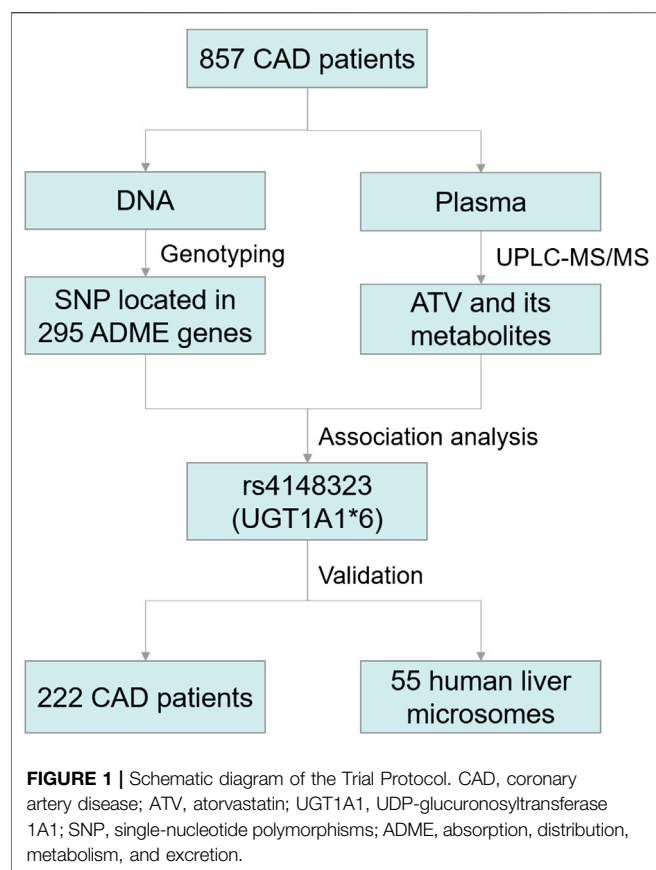 857 CAD patients
DNA
Plasma
Genotyping
UPLC-MS/MS
SNP located in
295 ADME genes
ATV and its
metabolites
Association analysis
rs4148323
(UGT1A1*6)
Validation
222 CAD patients
55 human liver
microsomes
FIGURE 1 | Schematic diagram of the Trial Protocol. CAD, coronary
artery disease; ATV, atorvastatin; UGT1A1, UDP-glucuronosyltransferase
1A1; SNP, single-nucleotide polymorphisms; ADME, absorption, distribution,
metabolism, and excretion.